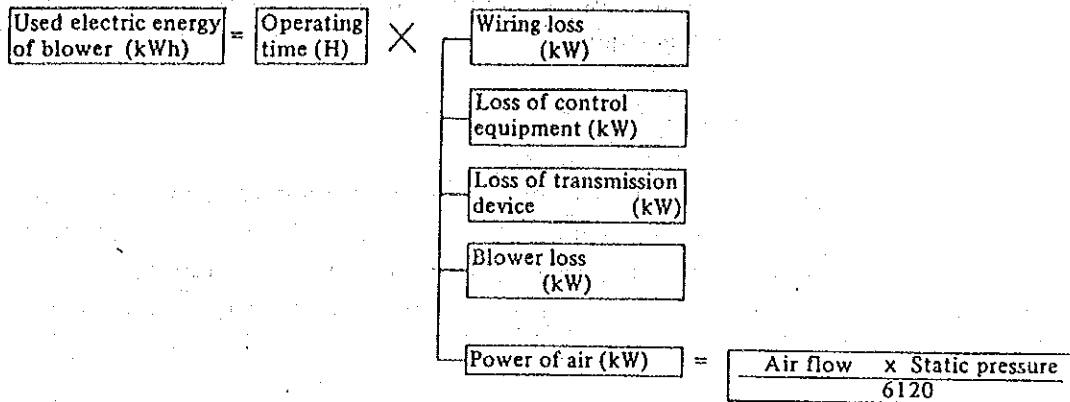 Used electric energy of blower (kWh) = Operating time (H) ×
Wiring loss
(kW)
Loss of control
equipment (kW)
Loss of transmission
device (kW)
Blower loss
(kW)
Power of air (kW) = Air flow x Static pressure
6120